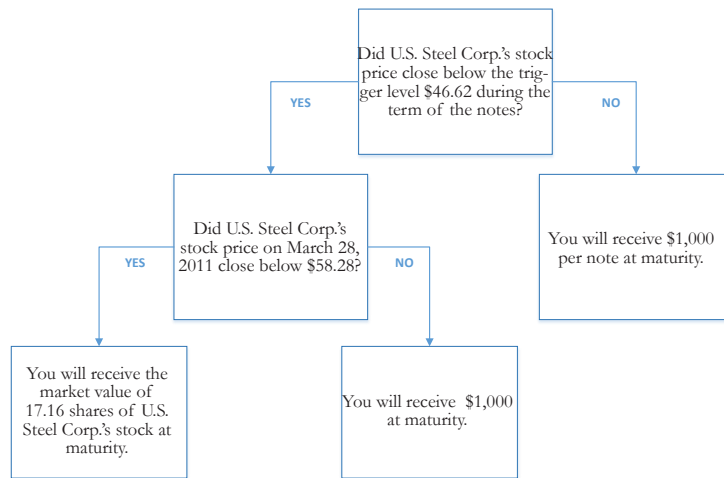 Did U.S. Steel Corp.'s stock
price close below the trig-
ger level $46.62 during the
term of the notes?
YES
NO
Did U.S. Steel Corp.'s
stock price on March 28,
2011 close below $58.28?
You will receive $1,000
per note at maturity.
YES
NO
You will receive the
market value of
17.16 shares of U.S.
Steel Corp.'s stock at
maturity.
You will receive $1,000
at maturity.